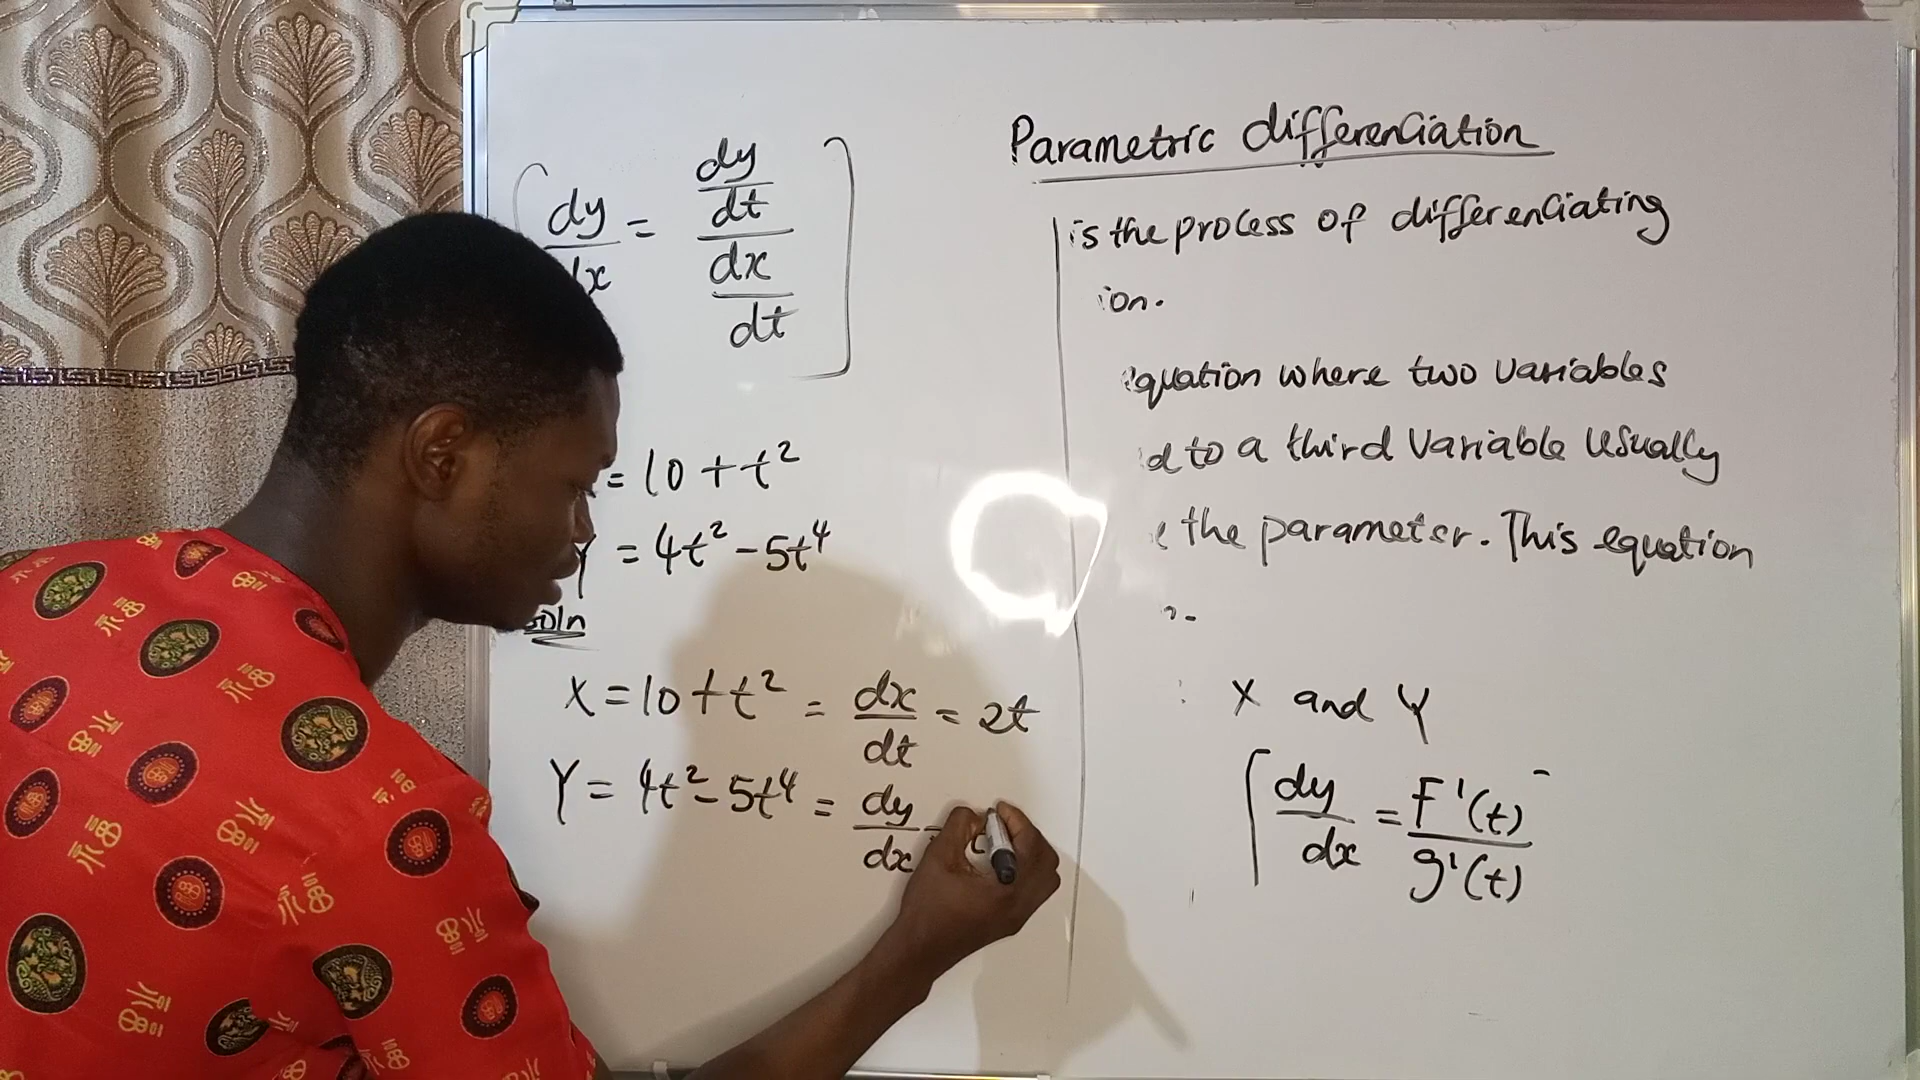 dy/dx = dy/dt / dx/dt
= 10 + t²
Y = 4t² - 5t⁴
Soln
X = 10 + t² = dx/dt = 2t
Y = 4t² - 5t⁴ = dy/dx =
Parametric differenciation
is the process of differenciating
ion.
equation where two variables
d to a third variable usually
the parameter. This equation
X and Y
dy/dx = F'(t)/g'(t)